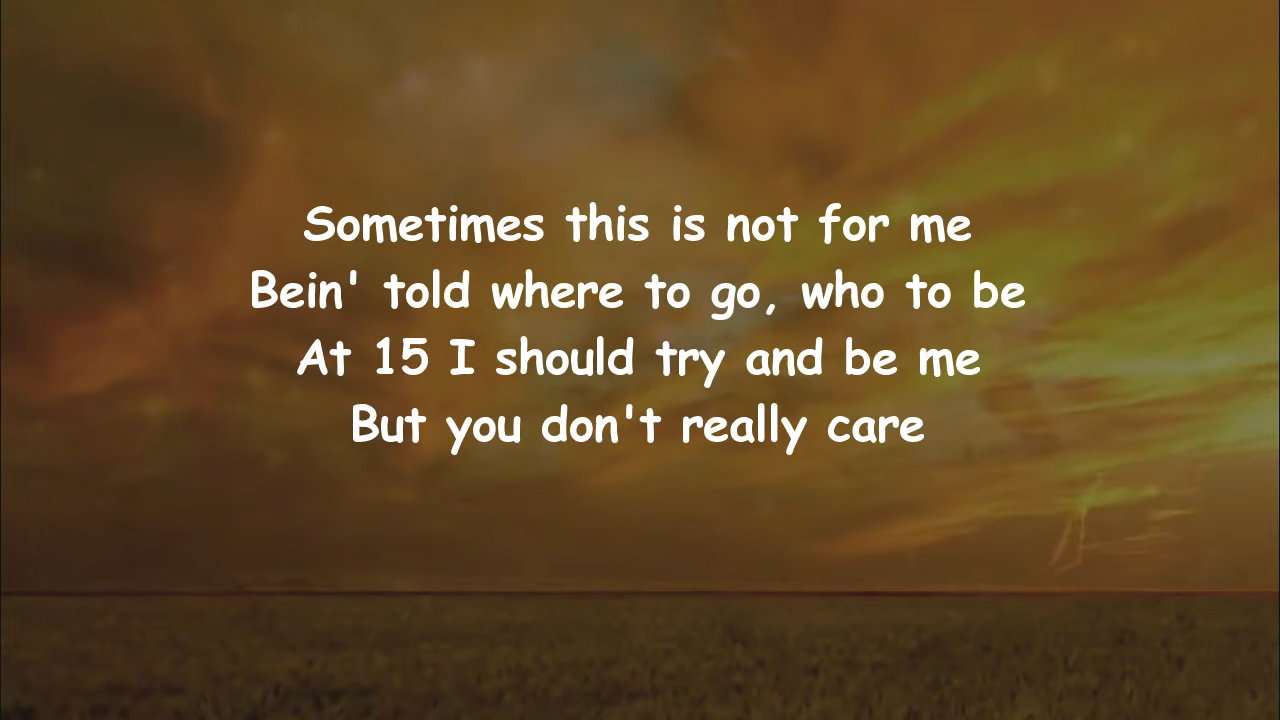 Sometimes this is not for me
Bein' told where to go, who to be
At 15 I should try and be me
But you don't really care